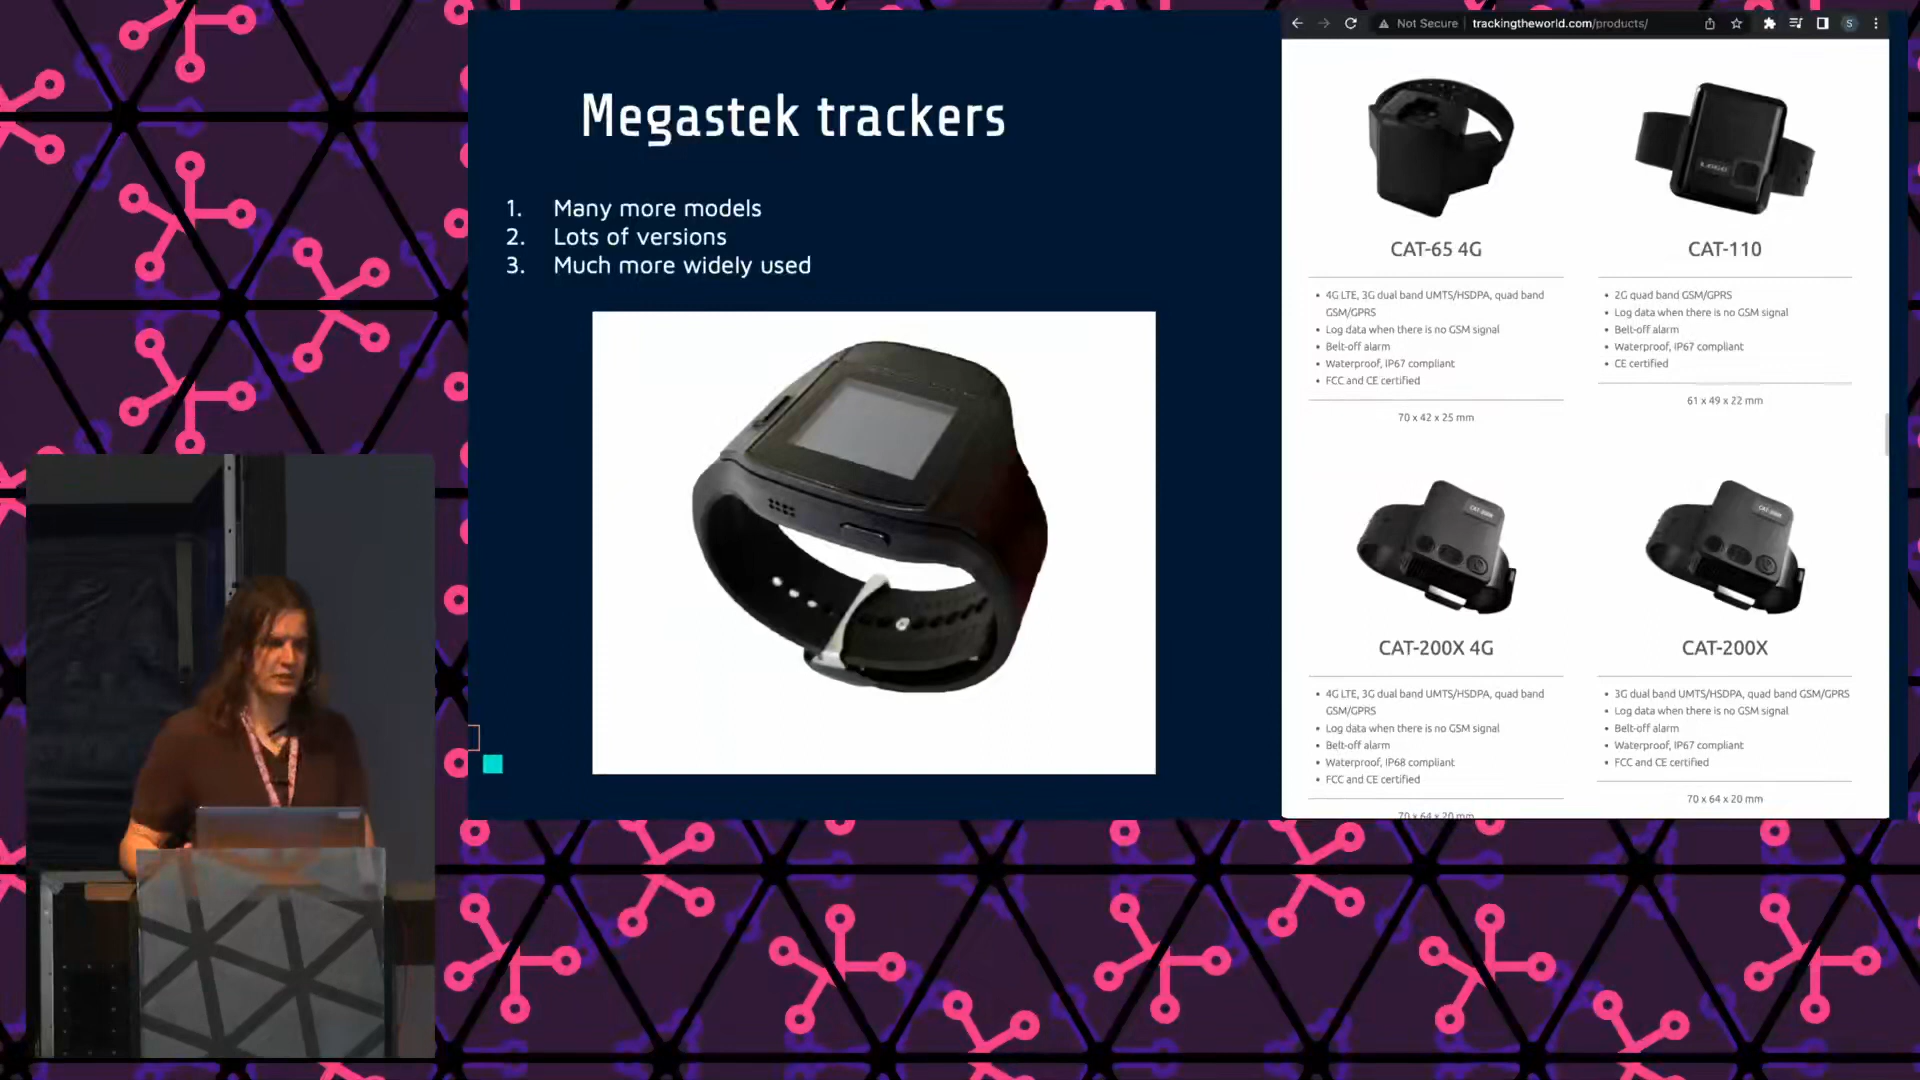 Megastek trackers
1. Many more models
2. Lots of versions
3. Much more widely used
Not Secure | trackingtheworld.com/products/
S
LOGO
CAT-65 4G
• 4G LTE, 3G dual band UMTS/HSDPA, quad band
GSM/GPRS
• Log data when there is no GSM signal
• Belt-off alarm
• Waterproof, IP67 compliant
• FCC and CE certified
70 x 42 x 25 mm
CAT-110
• 2G quad band GSM/GPRS
• Log data when there is no GSM signal
• Belt-off alarm
• Waterproof, IP67 compliant
• CE certified
61 x 49 x 22 mm
CAT-200X 4G
• 4G LTE, 3G dual band UMTS/HSDPA, quad band
GSM/GPRS
• Log data when there is no GSM signal
• Belt-off alarm
• Waterproof, IP68 compliant
• FCC and CE certified
70 x 64 x 20 mm
CAT-200X
• 3G dual band UMTS/HSDPA, quad band GSM/GPRS
• Log data when there is no GSM signal
• Belt-off alarm
• Waterproof, IP67 compliant
• FCC and CE certified
70 x 64 x 20 mm